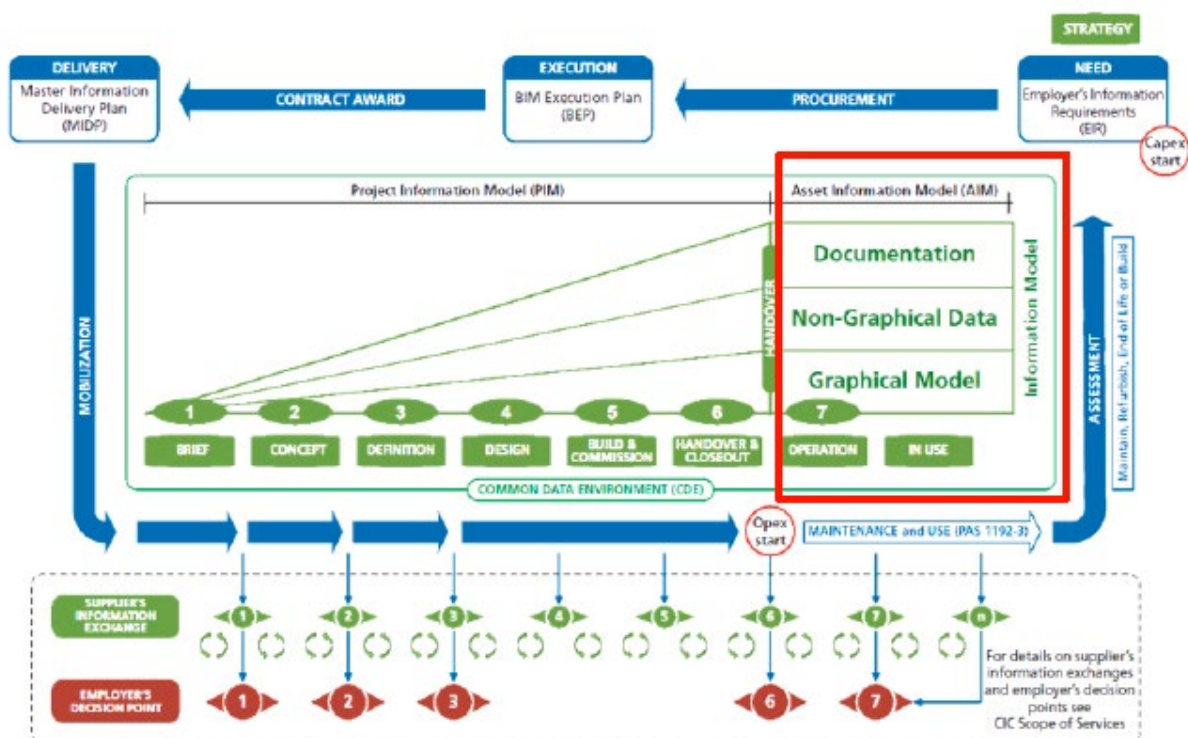 STRATEGY
DELIVERY
Master Information
Delivery Plan
(MIDP)
CONTRACT AWARD
EXECUTION
BIM Execution Plan
(BEP)
PROCUREMENT
NEED
Employer's Information
Requirements
(EIR)
Capex
start
Project Information Model (PIM)
Asset Information Model (AIM)
Documentation
Non-Graphical Data
Graphical Model
HANDOVER
Information Model
MOBILIZATION
ASSESSMENT
Maintain, Refurbish, End of Life or Build
1
2
3
4
5
6
7
BRIEF
CONCEPT
DEFINITION
DESIGN
BUILD &
COMMISSION
HANDOVER &
CLOSEOUT
OPERATION
IN USE
COMMON DATA ENVIRONMENT (CDE)
Opex
start
MAINTENANCE and USE (PAS 1192-3)
SUPPLIER'S
INFORMATION
EXCHANGE
1
2
3
4
5
6
7
n
For details on supplier's
information exchanges
and employer's decision
points see
CIC Scope of Services
EMPLOYER'S
DECISION POINT
1
2
3
6
7